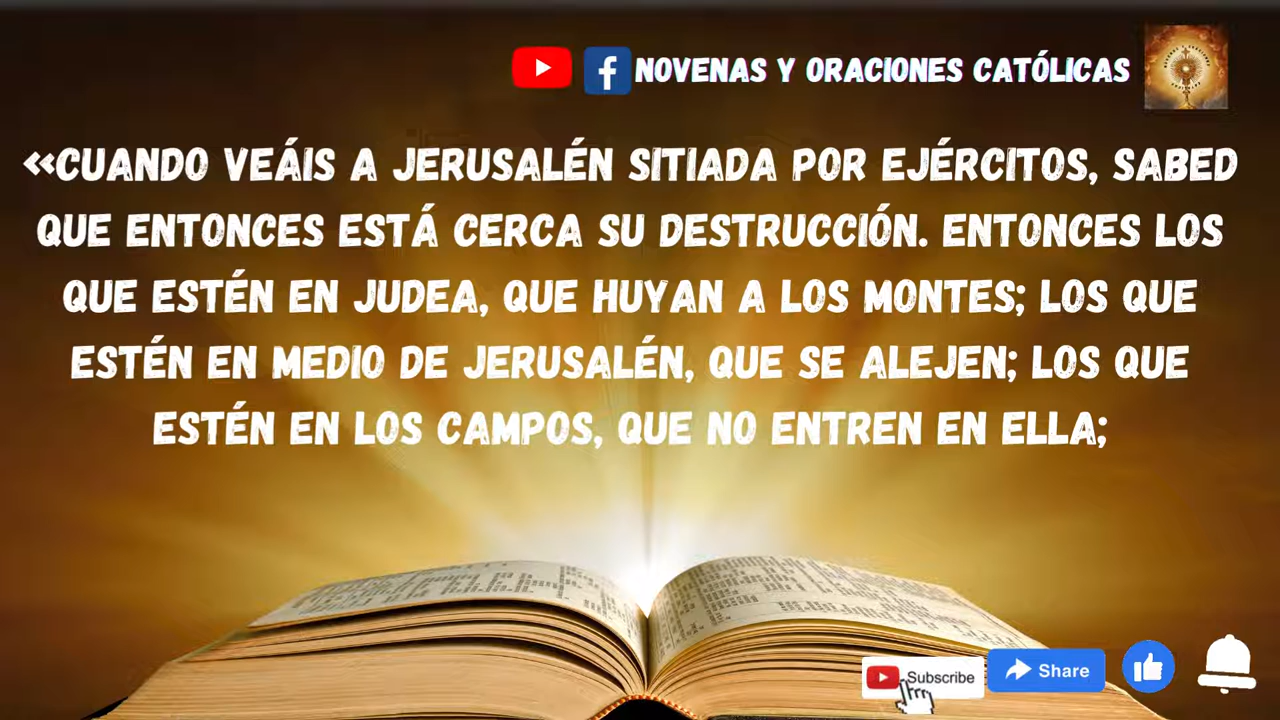 NOVENAS Y ORACIONES CATÓLICAS
«CUANDO VEÁIS A JERUSALÉN SITIADA POR EJÉRCITOS, SABED
QUE ENTONCES ESTÁ CERCA SU DESTRUCCIÓN. ENTONCES LOS
QUE ESTÉN EN JUDEA, QUE HUYAN A LOS MONTES; LOS QUE
ESTÉN EN MEDIO DE JERUSALÉN, QUE SE ALEJEN; LOS QUE
ESTÉN EN LOS CAMPOS, QUE NO ENTREN EN ELLA;
Subscribe
Share